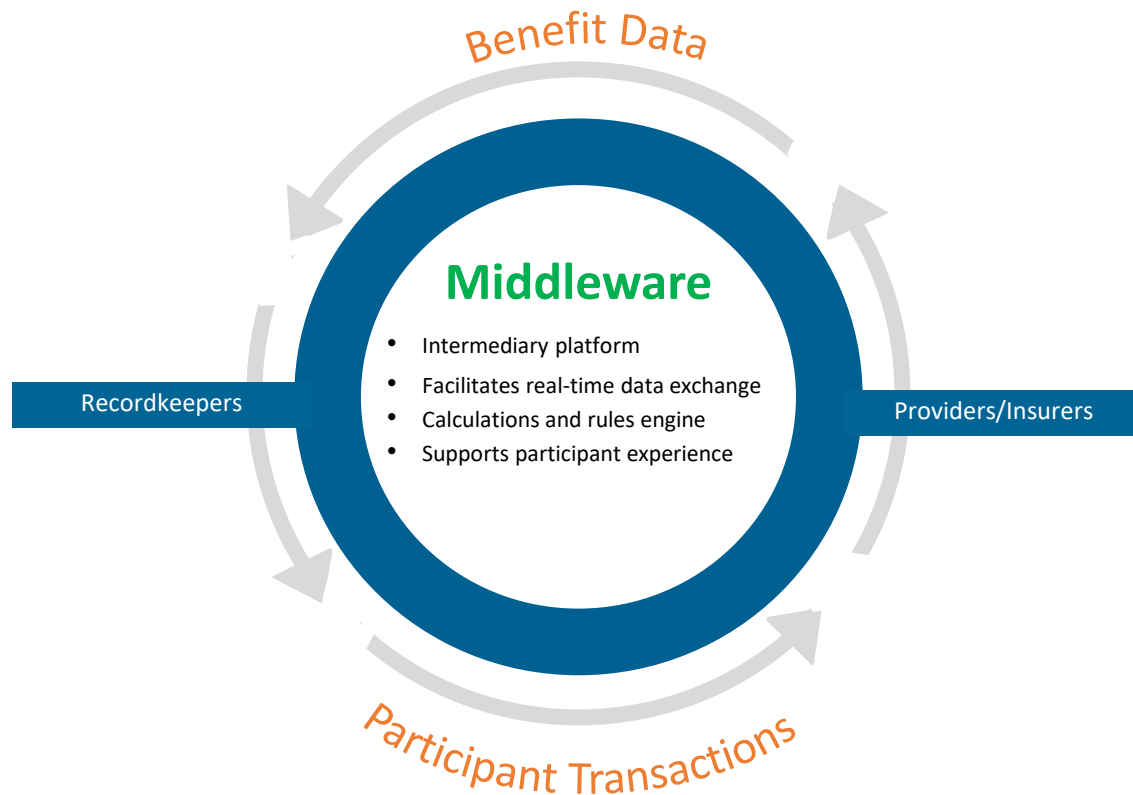 Benefit Data
Middleware
• Intermediary platform
• Facilitates real-time data exchange
• Calculations and rules engine
• Supports participant experience
Recordkeepers
Providers/Insurers
Participant Transactions